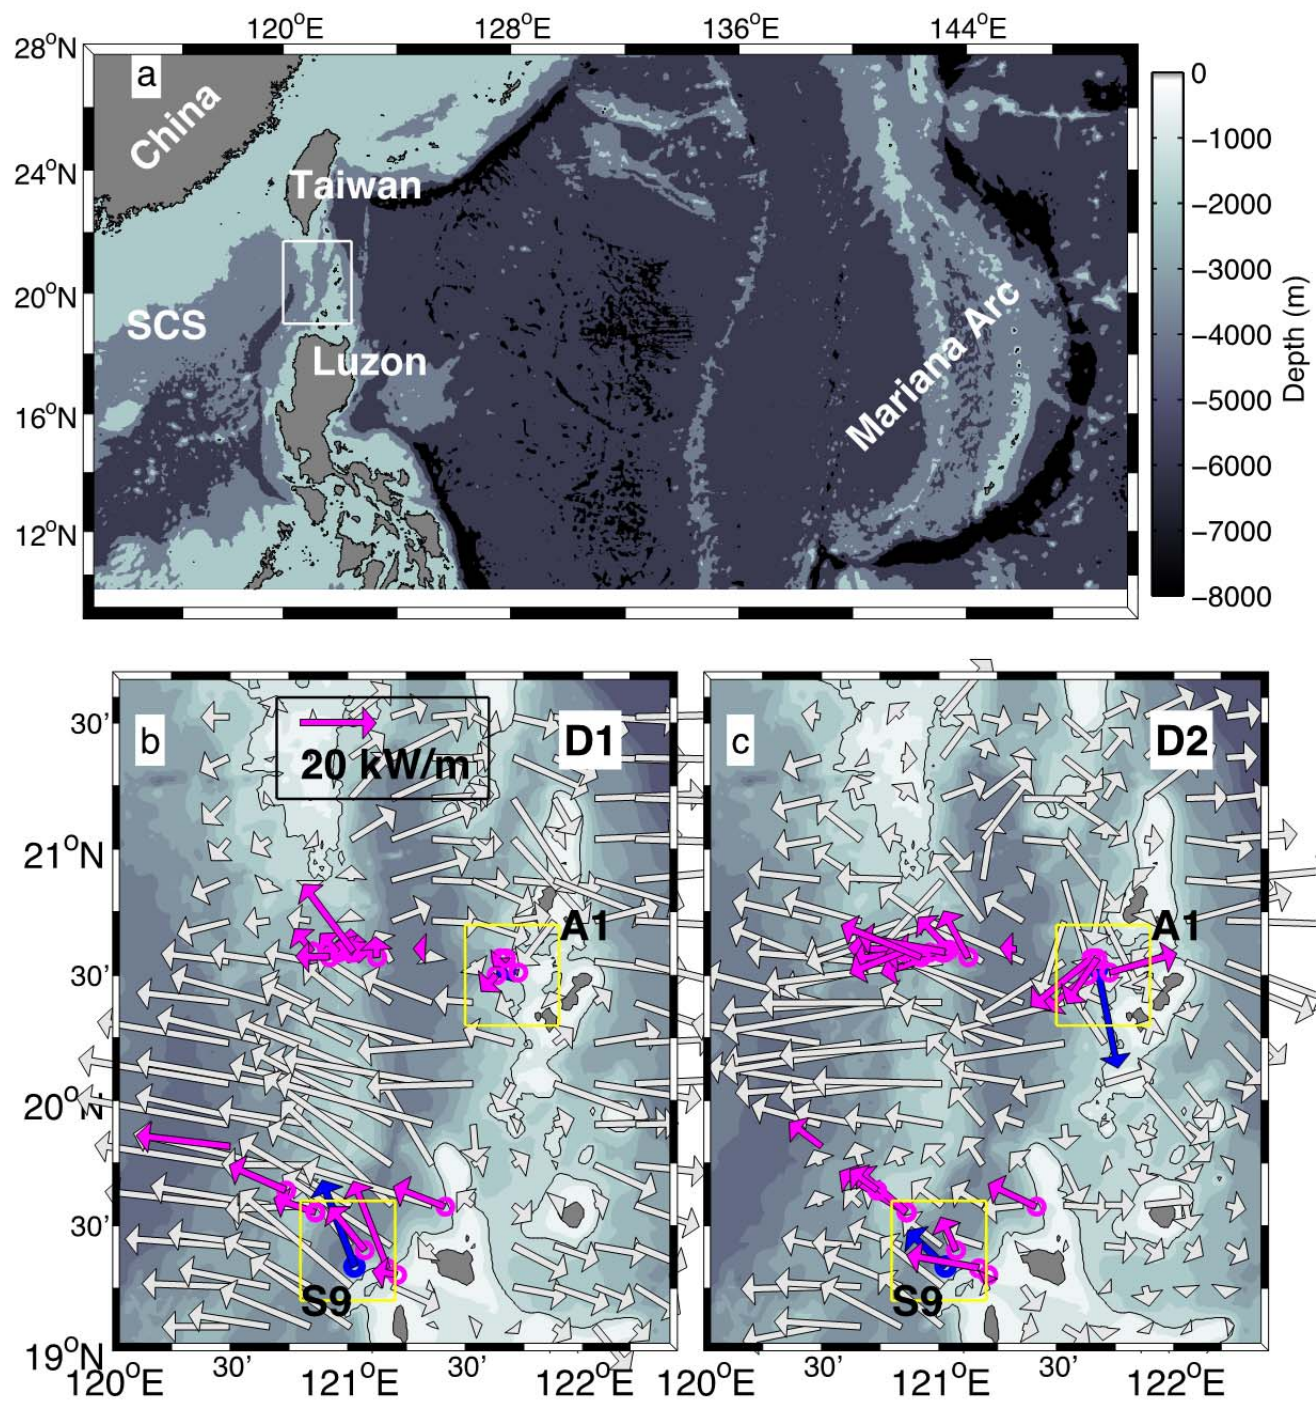 120°E 128°E 136°E 144°E
28°N
24°N
20°N
16°N
12°N
a
China
Taiwan
SCS
Luzon
Mariana Arc
0
−1000
−2000
−3000
−4000
−5000
−6000
−7000
−8000
Depth (m)
b
20 kW/m
D1
A1
S9
30'
21°N
30'
20°N
30'
19°N
120°E 30' 121°E 30' 122°E
c
D2
A1
S9
120°E 30' 121°E 30' 122°E